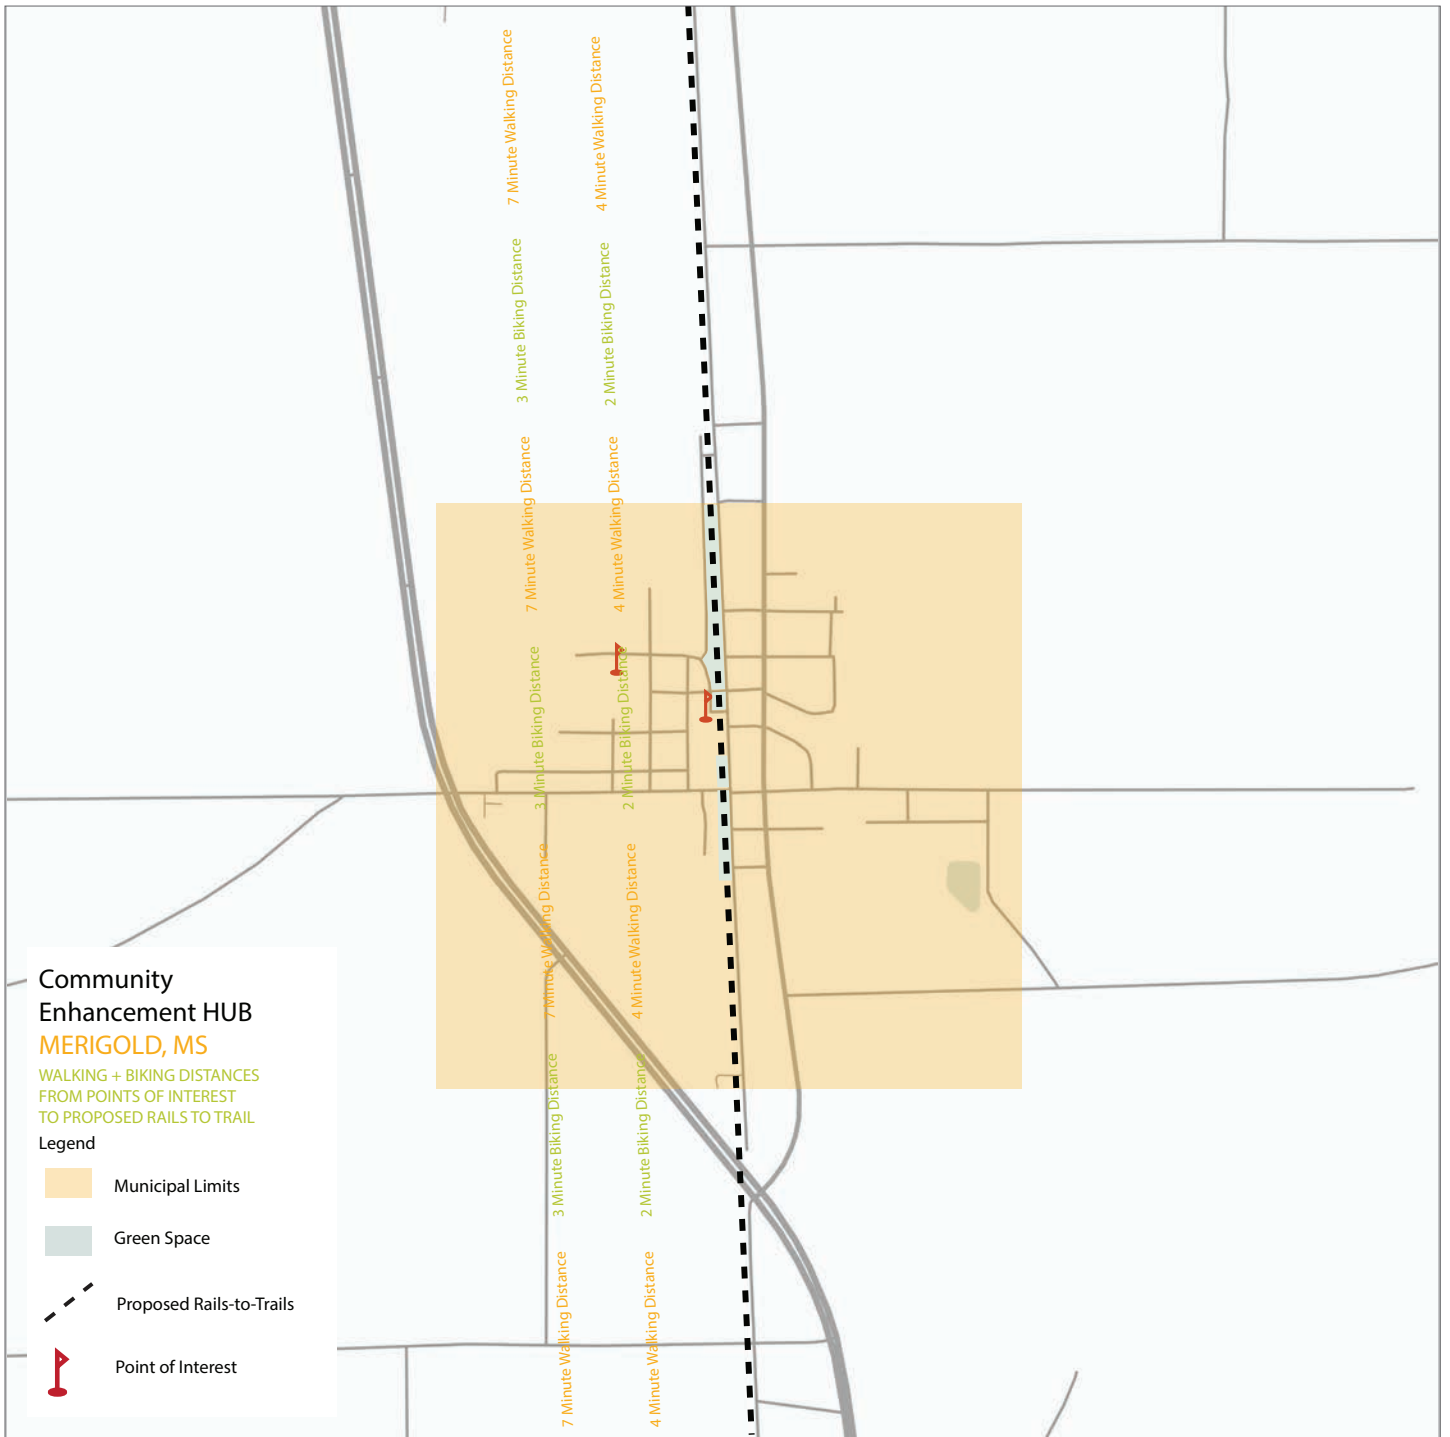 7 Minute Walking Distance
4 Minute Walking Distance
3 Minute Biking Distance
2 Minute Biking Distance
7 Minute Walking Distance
4 Minute Walking Distance
3 Minute Biking Distance
2 Minute Biking Distance
7 Minute Walking Distance
4 Minute Walking Distance
3 Minute Biking Distance
2 Minute Biking Distance
7 Minute Walking Distance
4 Minute Walking Distance
Community
Enhancement HUB
MERIGOLD, MS
WALKING + BIKING DISTANCES
FROM POINTS OF INTEREST
TO PROPOSED RAILS TO TRAIL
Legend
Municipal Limits
Green Space
Proposed Rails-to-Trails
Point of Interest